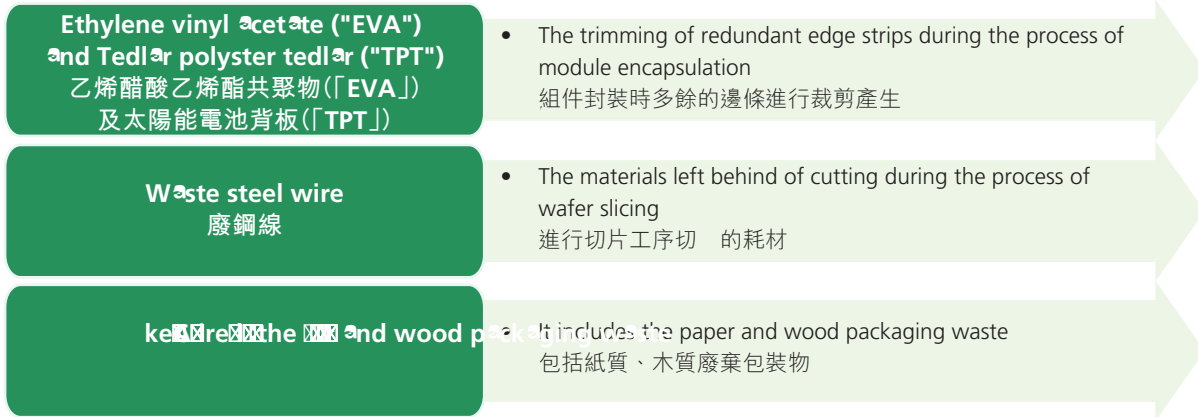 Ethylene vinyl acetate ("EVA")
and Tedlar polyster tedlar ("TPT")
乙烯醋酸乙烯酯共聚物(「EVA」)
及太陽能電池背板(「TPT」)
• The trimming of redundant edge strips during the process of
module encapsulation
組件封裝時多餘的邊條進行裁剪產生
Waste steel wire
廢鋼線
• The materials left behind of cutting during the process of
wafer slicing
進行切片工序切 的耗材
the and wood packaging waste
• It includes the paper and wood packaging waste
包括紙質、木質廢棄包裝物